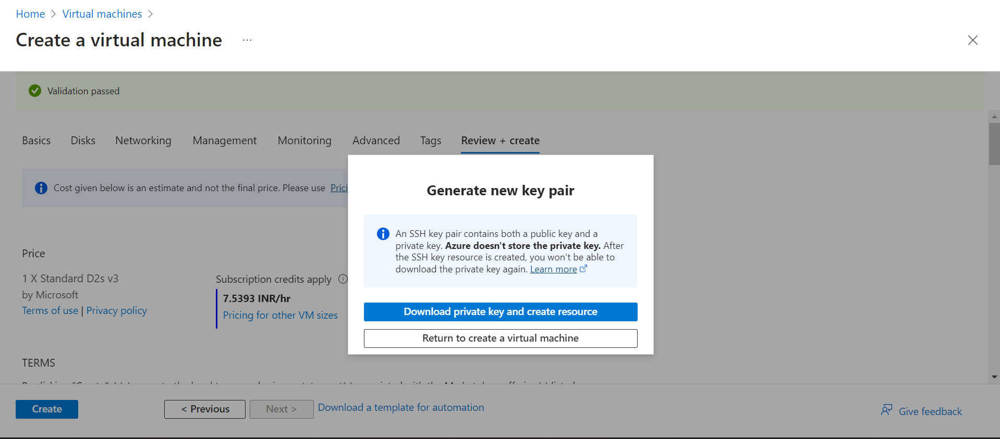 Home > Virtual machines >
Create a virtual machine ...
Validation passed
Basics Disks Networking Management Monitoring Advanced Tags Review + create
Cost given below is an estimate and not the final price. Please use
Generate new key pair
An SSH key pair contains both a public key and a
private key. Azure doesn't store the private key. After
the SSH key resource is created, you won't be able to
download the private key again. Learn more
Download private key and create resource
Return to create a virtual machine
Price
1 X Standard D2s v3
by Microsoft
Terms of use | Privacy policy
Subscription credits apply
7.5393 INR/hr
Pricing for other VM sizes
TERMS
Create
< Previous
Next >
Download a template for automation
Give feedback